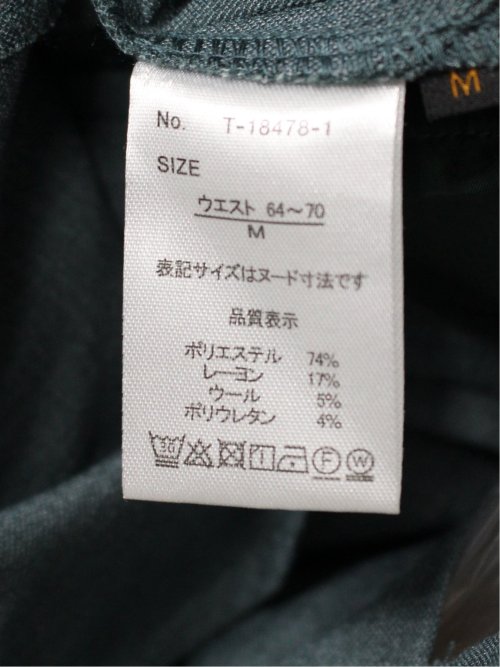 No. T-18478-1
M
SIZE
ウエスト 64～70
M
表記サイズはヌード寸法です
品質表示
ポリエステル 74%
レーヨン 17%
ウール 5%
ポリウレタン 4%
30 F W